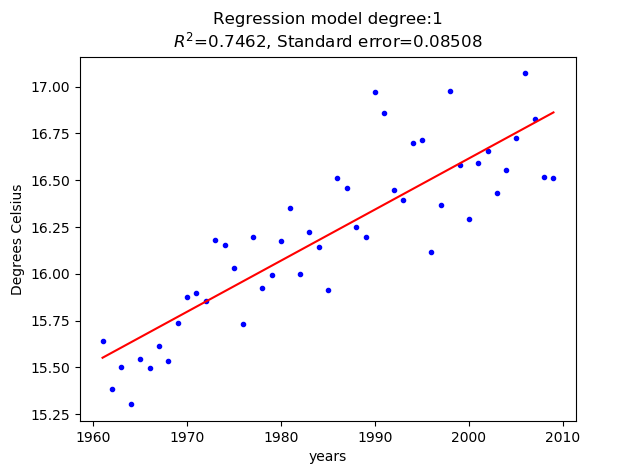 Regression model degree:1
R²=0.7462, Standard error=0.08508
17.00
16.75
16.50
16.25
16.00
15.75
15.50
15.25
Degrees Celsius
1960 1970 1980 1990 2000 2010
years